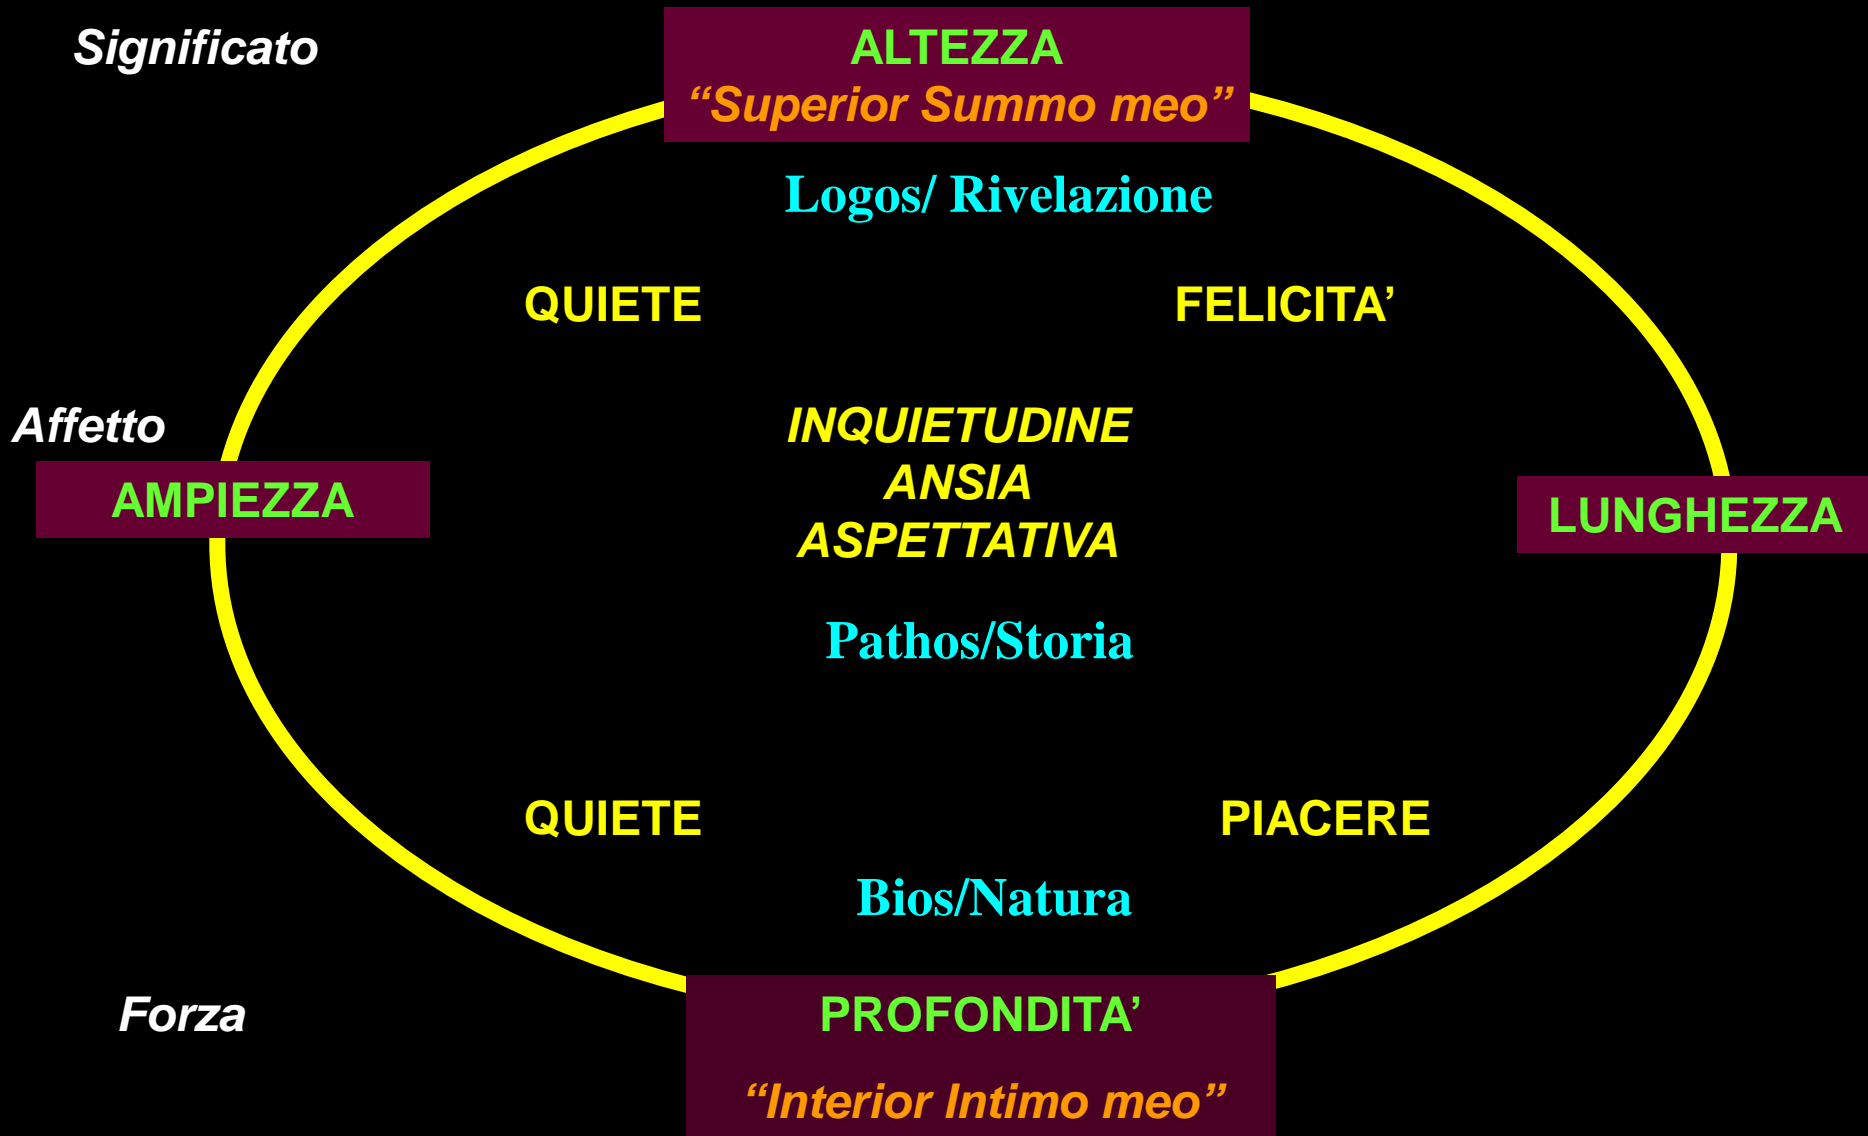 Significato
ALTEZZA
“Superior Summo meo”
Logos/ Rivelazione
QUIETE
FELICITA’
Affetto
INQUIETUDINE
ANSIA
ASPETTATIVA
AMPIEZZA
LUNGHEZZA
Pathos/Storia
QUIETE
PIACERE
Bios/Natura
Forza
PROFONDITA’
“Interior Intimo meo”